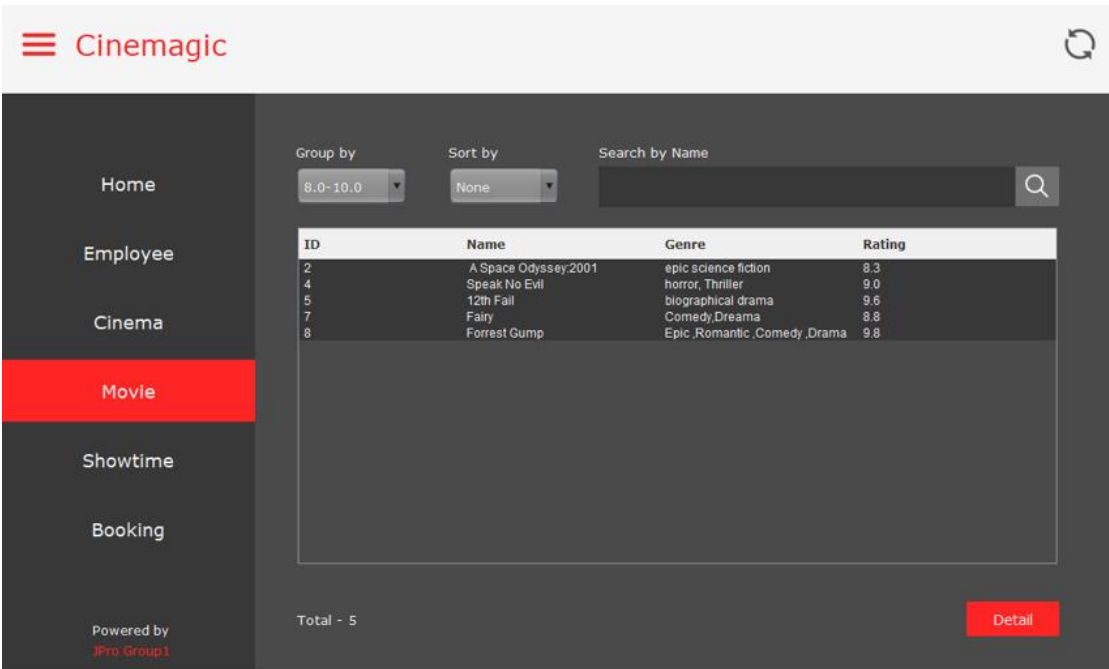 Cinemagic
Home
Employee
Cinema
Movie
Showtime
Booking
Powered by
JPro Group1
Group by Sort by Search by Name
8.0-10.0 None
ID Name Genre Rating
2 A Space Odyssey:2001 epic science fiction 8.3
4 Speak No Evil horror, Thriller 9.0
5 12th Fail biographical drama 9.6
7 Fairy Comedy,Dreama 8.8
8 Forrest Gump Epic ,Romantic ,Comedy ,Drama 9.8
Total - 5 Detail